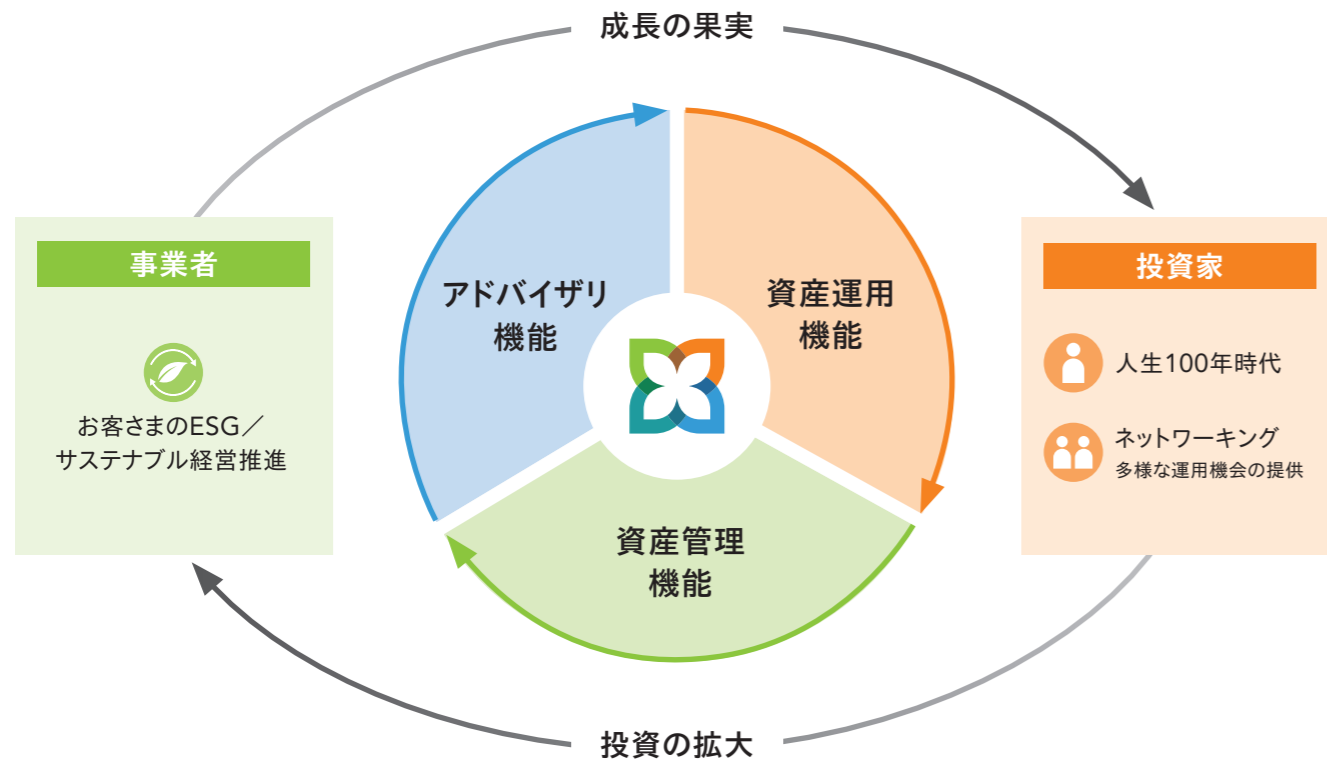 成長の果実
事業者
お客さまのESG／
サステナブル経営推進
アドバイザリ
機能
資産運用
機能
資産管理
機能
投資家
人生100年時代
ネットワーキング
多様な運用機会の提供
投資の拡大